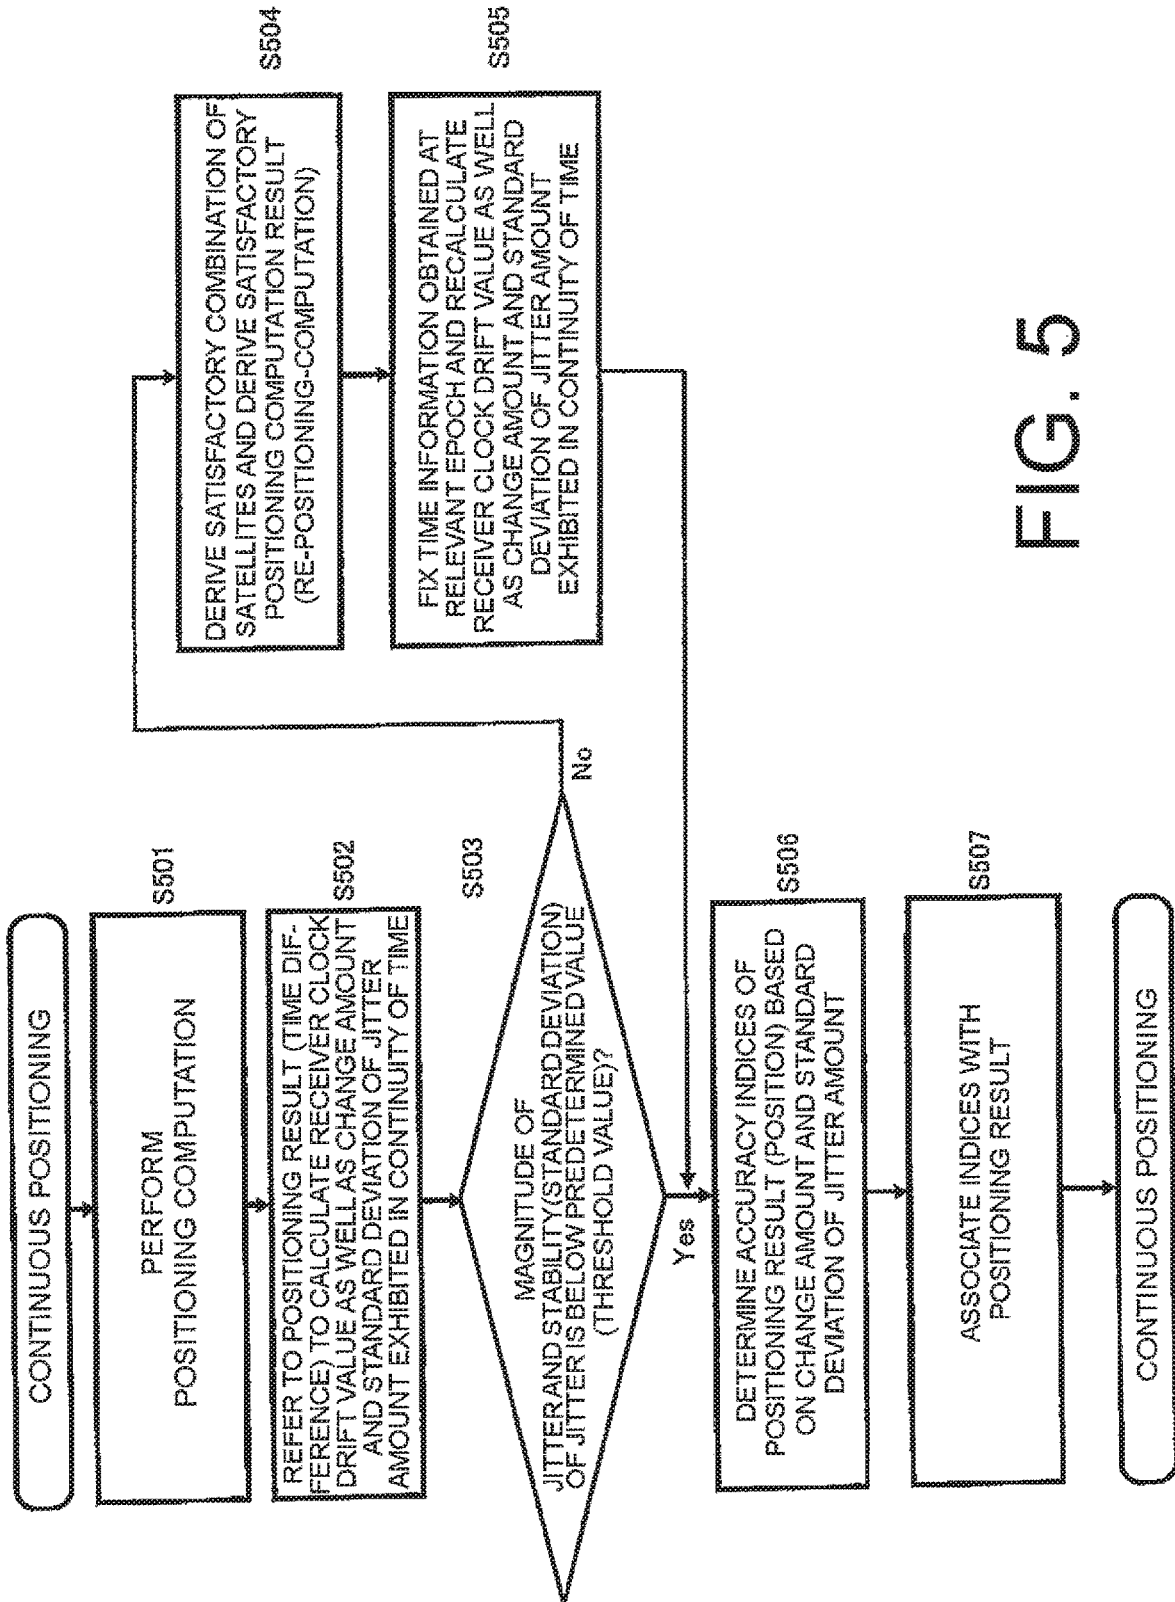 CONTINUOUS POSITIONING
S501
PERFORM
POSITIONING COMPUTATION
S502
REFER TO POSITIONING RESULT (TIME DIF-
FERENCE) TO CALCULATE RECEIVER CLOCK
DRIFT VALUE AS WELL AS CHANGE AMOUNT
AND STANDARD DEVIATION OF JITTER
AMOUNT EXHIBITED IN CONTINUITY OF TIME
S503
MAGNITUDE OF
JITTER AND STABILITY (STANDARD DEVIATION)
OF JITTER IS BELOW PREDETERMINED VALUE
(THRESHOLD VALUE)?
No
Yes
S504
DERIVE SATISFACTORY COMBINATION OF
SATELLITES AND DERIVE SATISFACTORY
POSITIONING COMPUTATION RESULT
(RE-POSITIONING-COMPUTATION)
S505
FIX TIME INFORMATION OBTAINED AT
RELEVANT EPOCH AND RECALCULATE
RECEIVER CLOCK DRIFT VALUE AS WELL
AS CHANGE AMOUNT AND STANDARD
DEVIATION OF JITTER AMOUNT
EXHIBITED IN CONTINUITY OF TIME
S506
DETERMINE ACCURACY INDICES OF
POSITIONING RESULT (POSITION) BASED
ON CHANGE AMOUNT AND STANDARD
DEVIATION OF JITTER AMOUNT
S507
ASSOCIATE INDICES WITH
POSITIONING RESULT
CONTINUOUS POSITIONING
FIG. 5